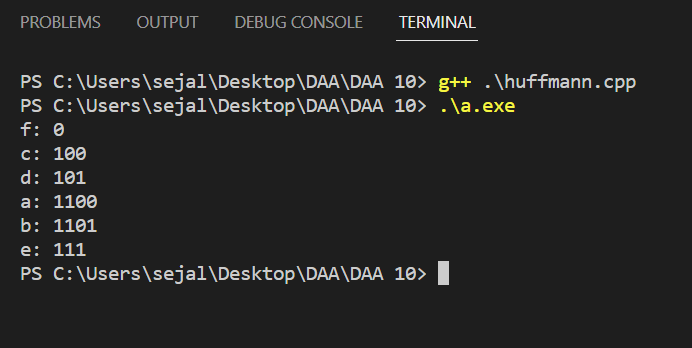 PROBLEMS OUTPUT DEBUG CONSOLE TERMINAL
PS C:\Users\sejal\Desktop\DAA\DAA 10> g++ .\huffmann.cpp
PS C:\Users\sejal\Desktop\DAA\DAA 10> .\a.exe
f: 0
c: 100
d: 101
a: 1100
b: 1101
e: 111
PS C:\Users\sejal\Desktop\DAA\DAA 10>